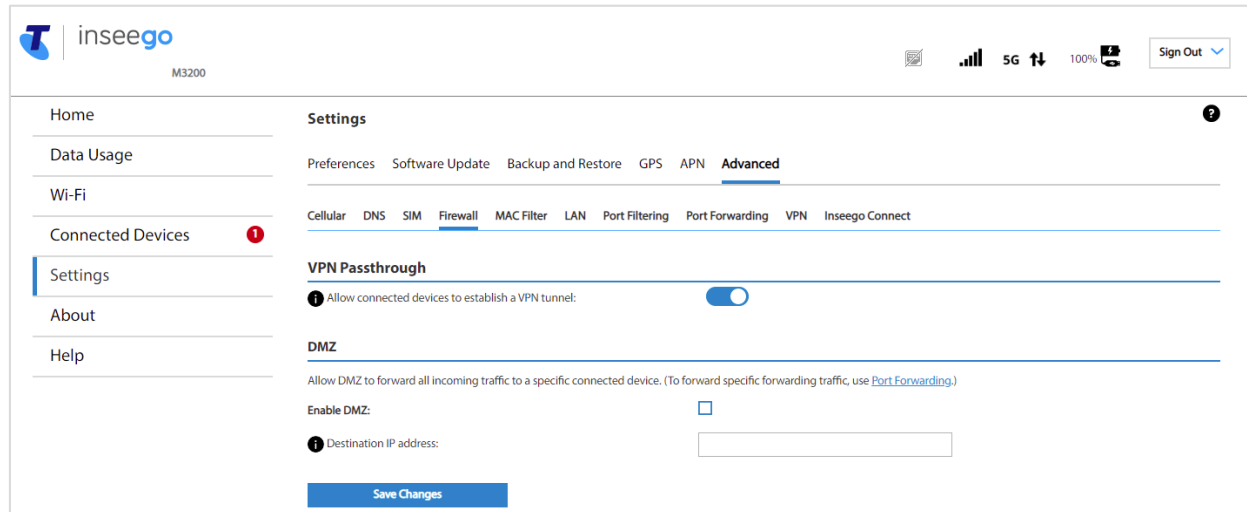 T inseego
M3200
5G 100% Sign Out
Home
Data Usage
Wi-Fi
Connected Devices 1
Settings
About
Help
Settings ?
Preferences Software Update Backup and Restore GPS APN Advanced
Cellular DNS SIM Firewall MAC Filter LAN Port Filtering Port Forwarding VPN Inseego Connect
VPN Passthrough
i Allow connected devices to establish a VPN tunnel:
DMZ
Allow DMZ to forward all incoming traffic to a specific connected device. (To forward specific forwarding traffic, use Port Forwarding.)
Enable DMZ:
i Destination IP address:
Save Changes